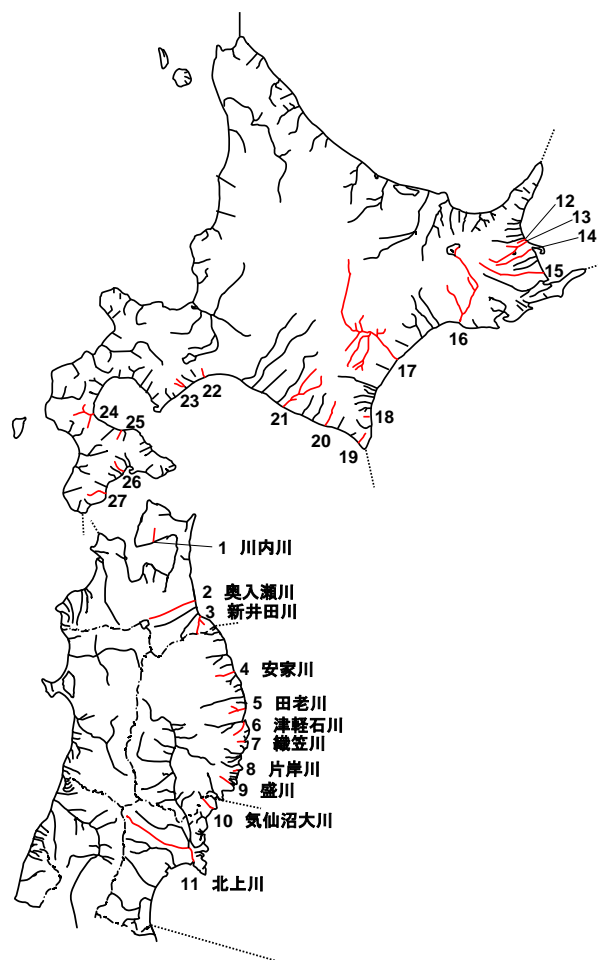 12
13
14
15
16
17
18
19
20
21
22
23
24
25
26
27
1 川内川
2 奥入瀬川
3 新井田川
4 安家川
5 田老川
6 津軽石川
7 織笠川
8 片岸川
9 盛川
10 気仙沼大川
11 北上川